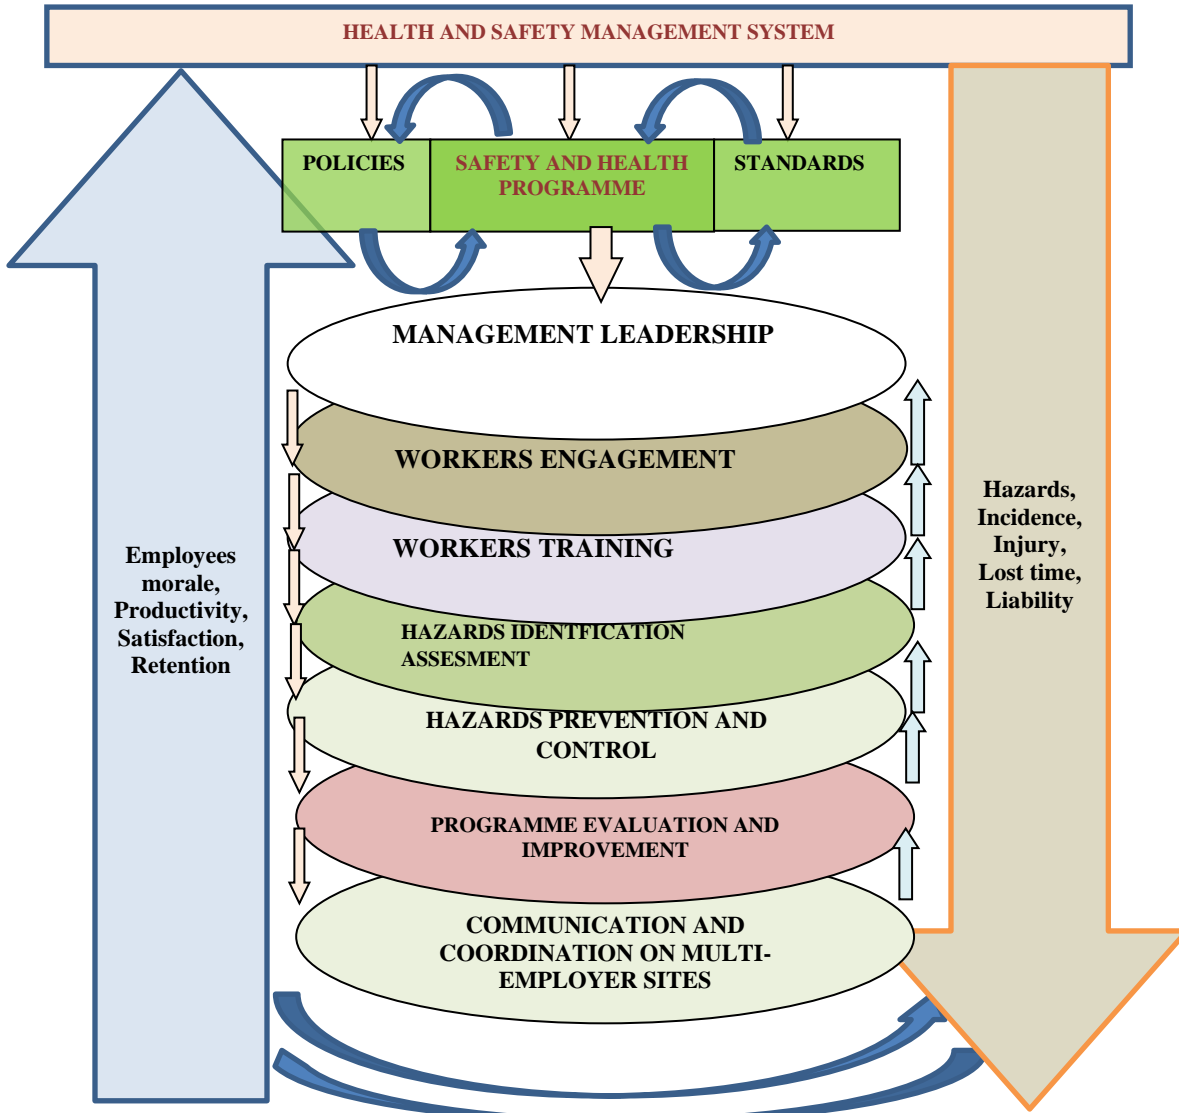 HEALTH AND SAFETY MANAGEMENT SYSTEM
POLICIES
SAFETY AND HEALTH
PROGRAMME
STANDARDS
MANAGEMENT LEADERSHIP
WORKERS ENGAGEMENT
WORKERS TRAINING
HAZARDS IDENTFICATION
ASSESMENT
HAZARDS PREVENTION AND
CONTROL
PROGRAMME EVALUATION AND
IMPROVEMENT
COMMUNICATION AND
COORDINATION ON MULTI-
EMPLOYER SITES
Employees
morale,
Productivity,
Satisfaction,
Retention
Hazards,
Incidence,
Injury,
Lost time,
Liability